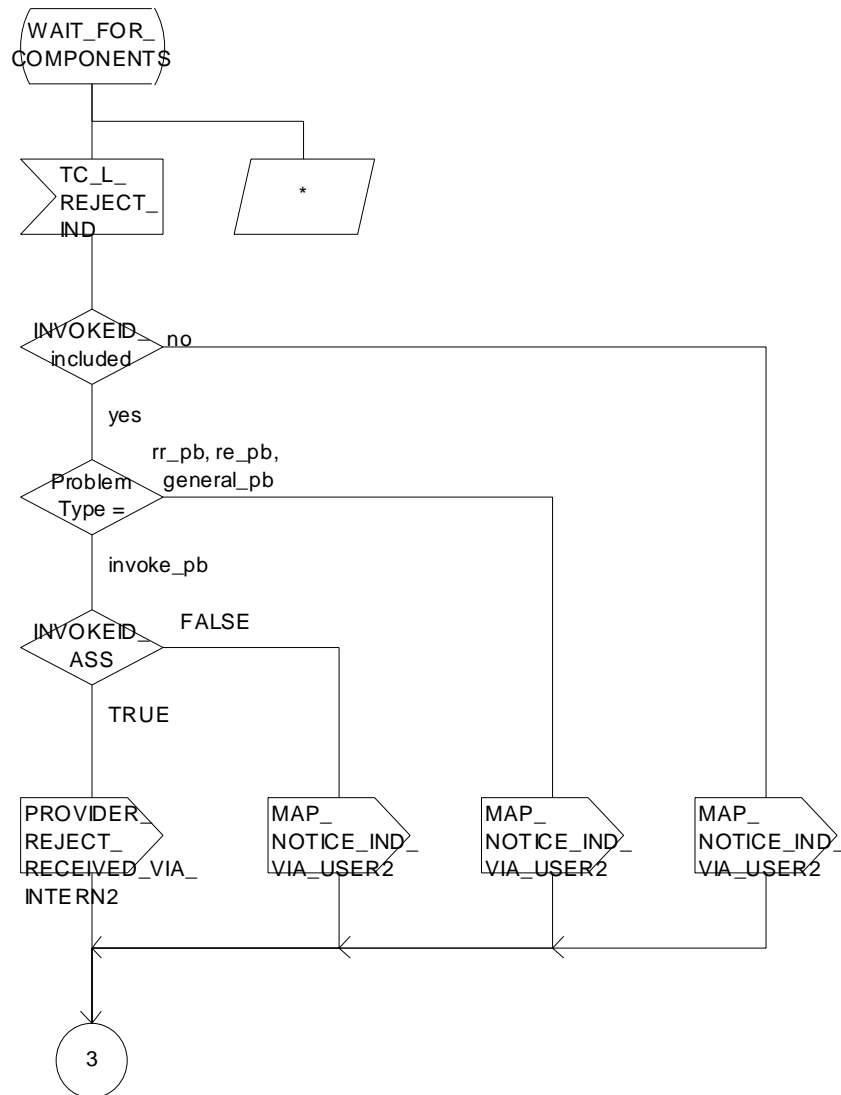 WAIT_FOR_
COMPONENTS
TC_L_
REJECT_
IND
*
INVOKEID_
included
no
yes
rr_pb, re_pb,
general_pb
Problem
Type =
invoke_pb
FALSE
INVOKEID_
ASS
TRUE
PROVIDER_
REJECT_
RECEIVED_VIA_
INTERN2
MAP_
NOTICE_IND_
VIA_USER2
MAP_
NOTICE_IND_
VIA_USER2
MAP_
NOTICE_IND_
VIA_USER2
3